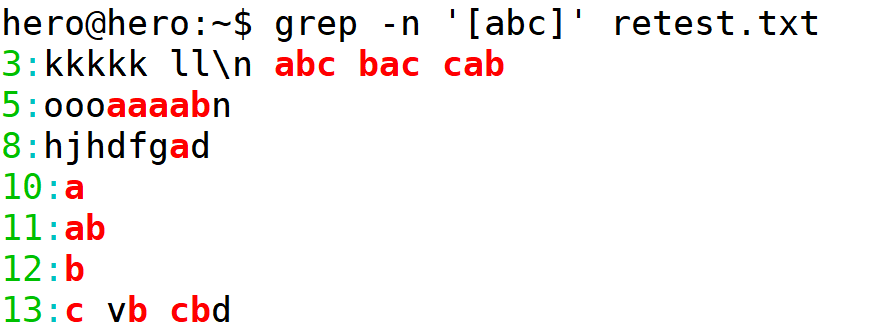 hero@hero:~$ grep -n '[abc]' retest.txt
3:kkkkk ll\n abc bac cab
5:oooaaaabn
8:hjhdfgad
10:a
11:ab
12:b
13:c vb cbd